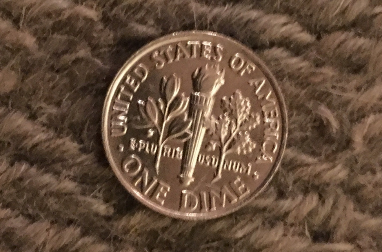 UNITED STATES OF AMERICA
E·PLURIBUS UNUM·
· ONE DIME ·